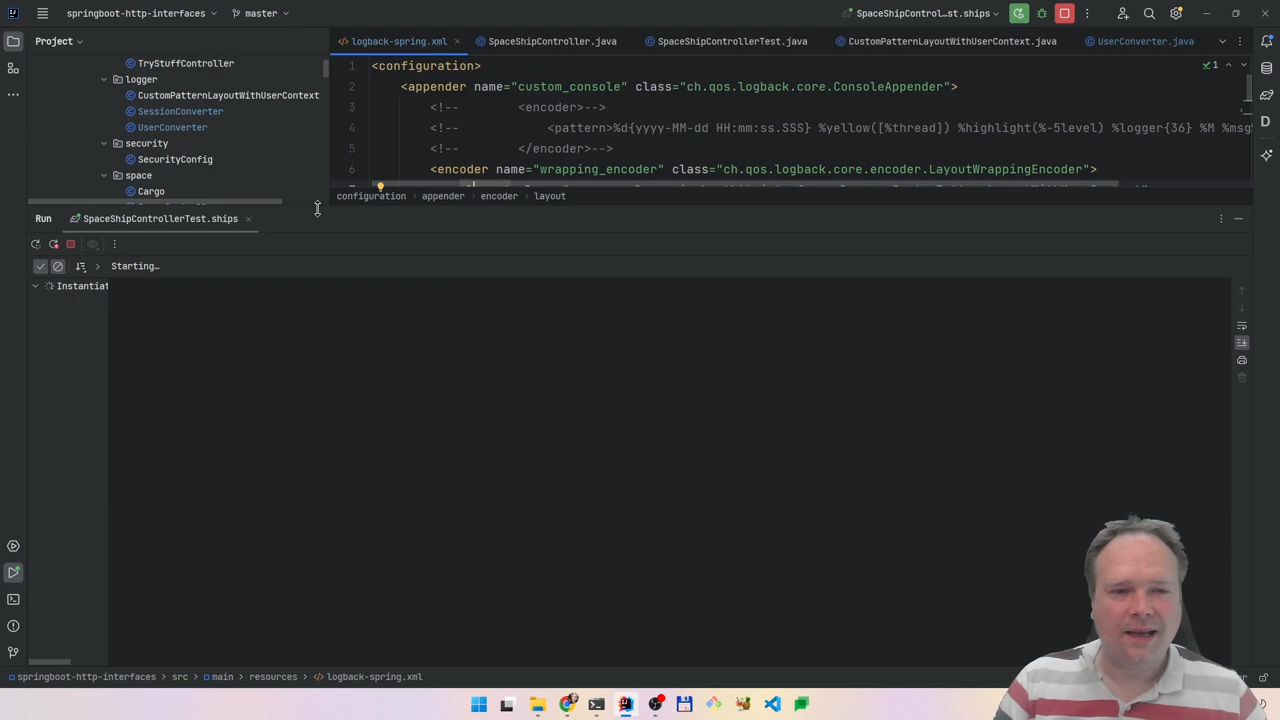 springboot-http-interfaces
master
SpaceShipControl...st.ships
Project
logback-spring.xml
SpaceShipController.java
SpaceShipControllerTest.java
CustomPatternLayoutWithUserContext.java
UserConverter.java
TryStuffController
logger
CustomPatternLayoutWithUserContext
SessionConverter
UserConverter
security
SecurityConfig
space
Cargo
1 <configuration>
2 <appender name="custom_console" class="ch.qos.logback.core.ConsoleAppender">
3 <!-- <encoder>-->
4 <!-- <pattern>%d{yyyy-MM-dd HH:mm:ss.SSS} %yellow([%thread]) %highlight(%-5level) %logger{36} %M %msg
5 <!-- </encoder>-->
6 <encoder name="wrapping_encoder" class="ch.qos.logback.core.encoder.LayoutWrappingEncoder">
1
configuration > appender > encoder > layout
Run
SpaceShipControllerTest.ships
Starting…
Instantiat
springboot-http-interfaces > src > main > resources > logback-spring.xml